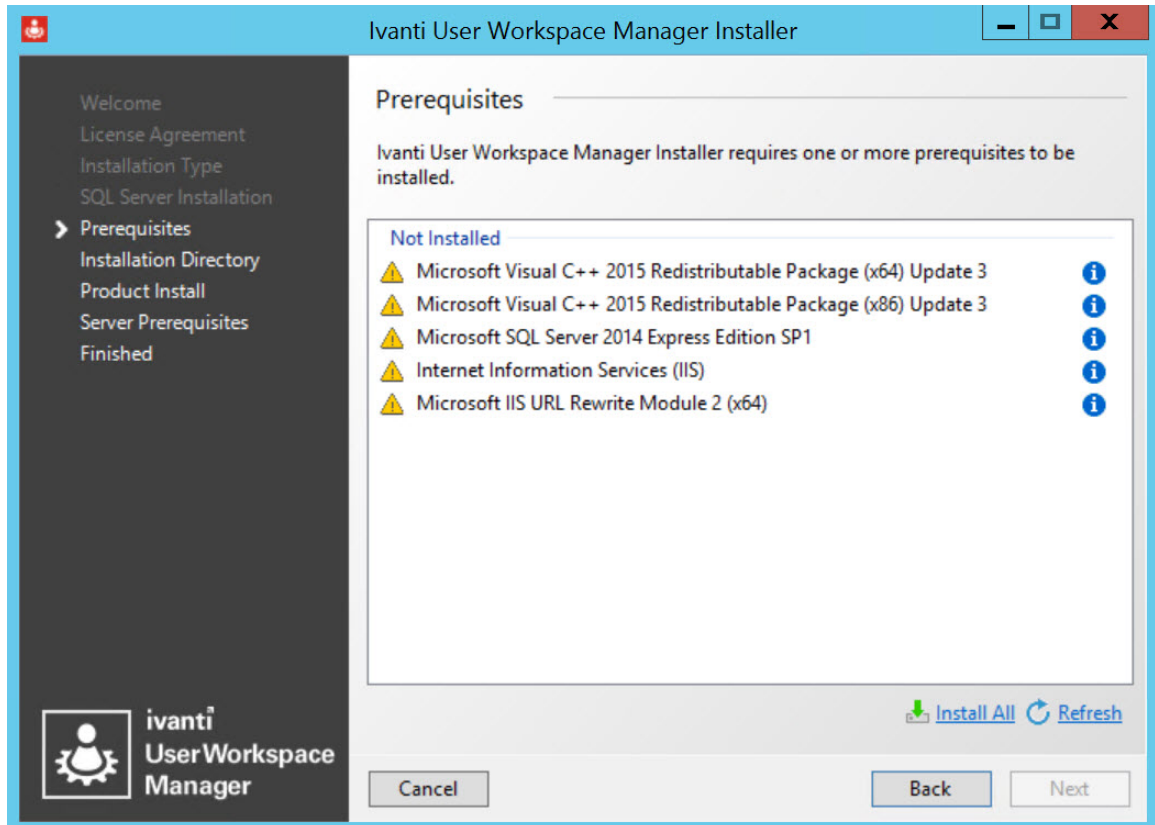 Ivanti User Workspace Manager Installer
Welcome
License Agreement
Installation Type
SQL Server Installation
Prerequisites
Installation Directory
Product Install
Server Prerequisites
Finished
ivanti
User Workspace
Manager
Prerequisites
Ivanti User Workspace Manager Installer requires one or more prerequisites to be
installed.
Not Installed
Microsoft Visual C++ 2015 Redistributable Package (x64) Update 3
Microsoft Visual C++ 2015 Redistributable Package (x86) Update 3
Microsoft SQL Server 2014 Express Edition SP1
Internet Information Services (IIS)
Microsoft IIS URL Rewrite Module 2 (x64)
Install All Refresh
Cancel Back Next